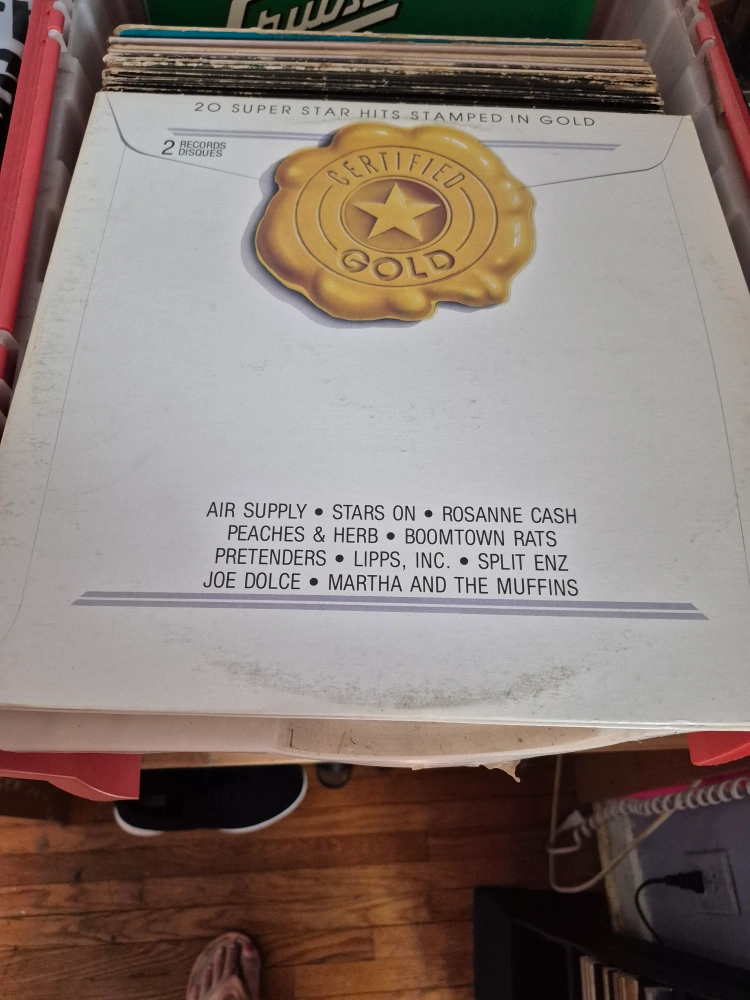 Cruise
20 SUPER STAR HITS STAMPED IN GOLD
2 RECORDS
DISQUES
CERTIFIED
GOLD
AIR SUPPLY • STARS ON • ROSANNE CASH
PEACHES & HERB • BOOMTOWN RATS
PRETENDERS • LIPPS, INC. • SPLIT ENZ
JOE DOLCE • MARTHA AND THE MUFFINS